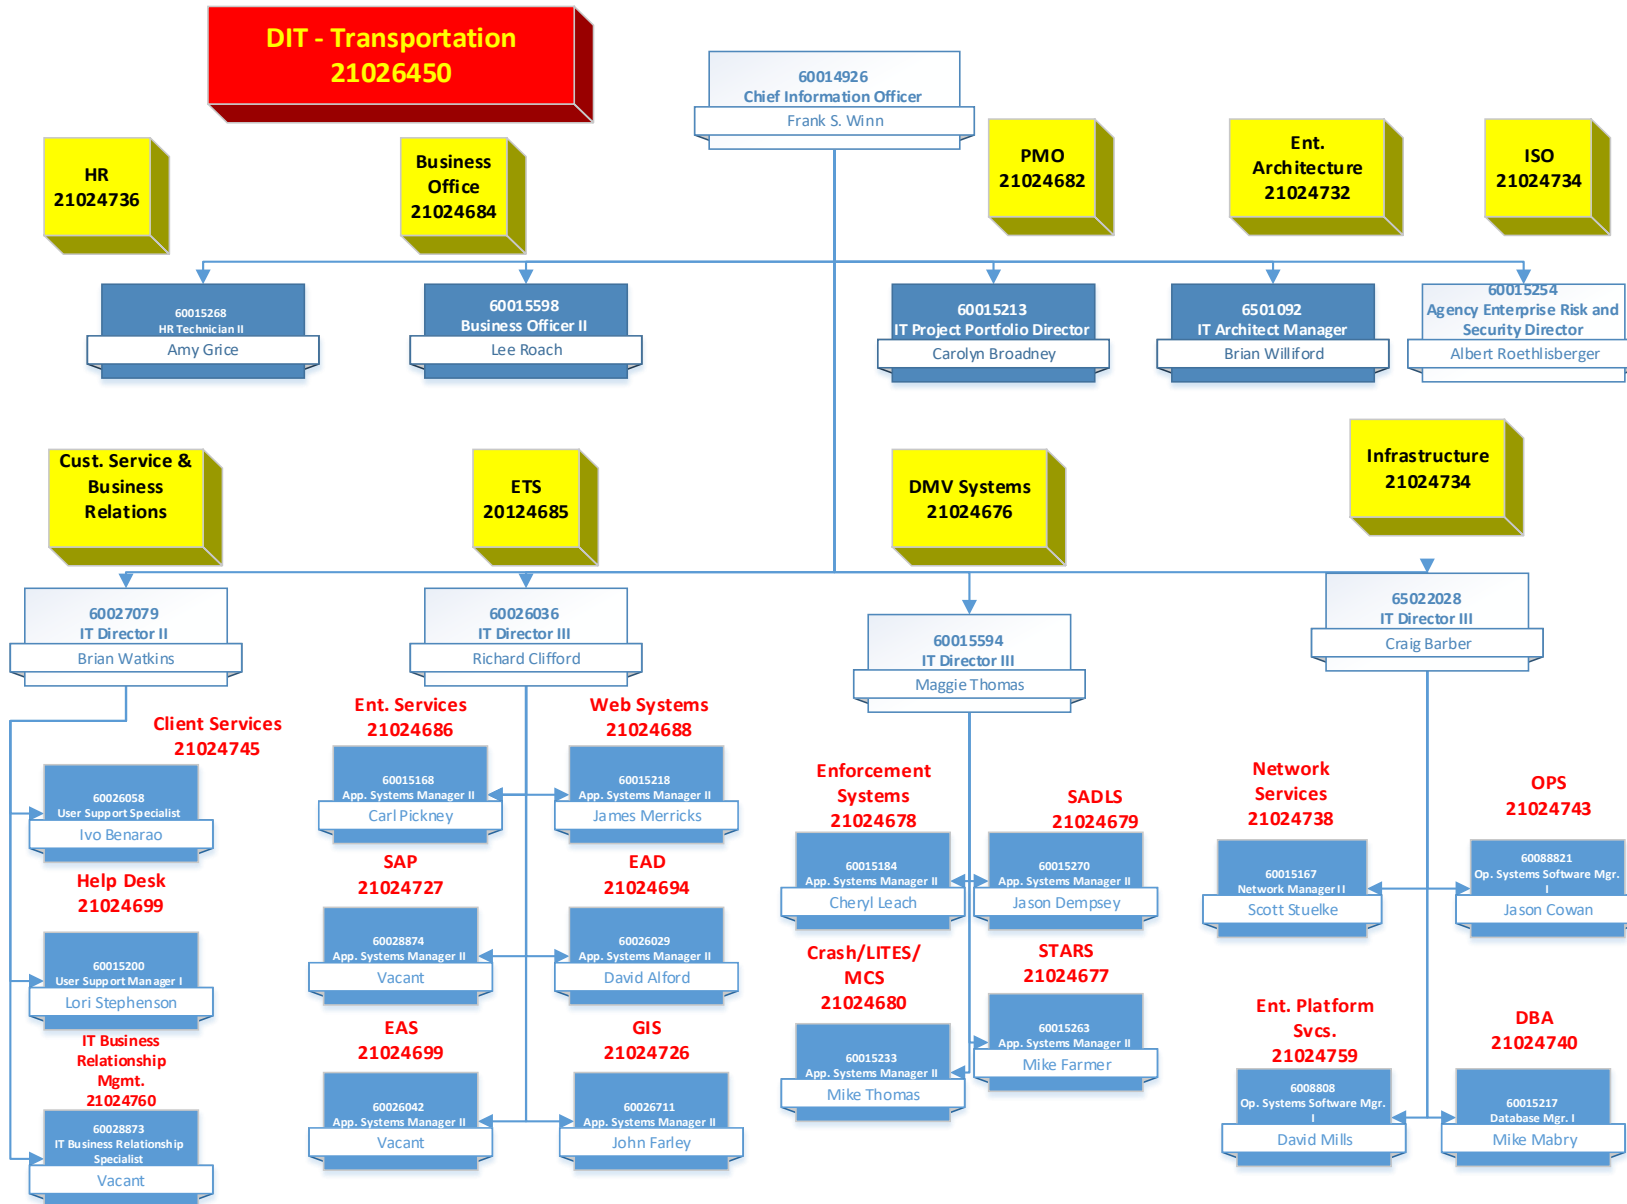 DIT - Transportation
21026450
60014926
Chief Information Officer
Frank S. Winn
HR
21024736
Business
Office
21024684
PMO
21024682
Ent.
Architecture
21024732
ISO
21024734
60015268
HR Technician II
Amy Grice
60015598
Business Officer II
Lee Roach
60015213
IT Project Portfolio Director
Carolyn Broadney
6501092
IT Architect Manager
Brian Williford
60015254
Agency Enterprise Risk and
Security Director
Albert Roethlisberger
Cust. Service &
Business
Relations
ETS
20124685
DMV Systems
21024676
Infrastructure
21024734
60027079
IT Director II
Brian Watkins
60026036
IT Director III
Richard Clifford
60015594
IT Director III
Maggie Thomas
65022028
IT Director III
Craig Barber
Client Services
21024745
60026058
User Support Specialist
Ivo Benarao
Help Desk
21024699
60015200
User Support Manager I
Lori Stephenson
IT Business
Relationship
Mgmt.
21024760
60028873
IT Business Relationship
Specialist
Vacant
Ent. Services
21024686
60015168
App. Systems Manager II
Carl Pickney
Web Systems
21024688
60015218
App. Systems Manager II
James Merricks
SAP
21024727
60028874
App. Systems Manager II
Vacant
EAD
21024694
60026029
App. Systems Manager II
David Alford
EAS
21024699
60026042
App. Systems Manager II
Vacant
GIS
21024726
60026711
App. Systems Manager II
John Farley
Enforcement
Systems
21024678
60015184
App. Systems Manager II
Cheryl Leach
SADLS
21024679
60015270
App. Systems Manager II
Jason Dempsey
Crash/LITES/
MCS
21024680
60015233
App. Systems Manager II
Mike Thomas
STARS
21024677
60015263
App. Systems Manager II
Mike Farmer
Network
Services
21024738
60015167
Network Manager II
Scott Stuelke
OPS
21024743
60088821
Op. Systems Software Mgr.
I
Jason Cowan
Ent. Platform
Svcs.
21024759
6008808
Op. Systems Software Mgr.
I
David Mills
DBA
21024740
60015217
Database Mgr. I
Mike Mabry